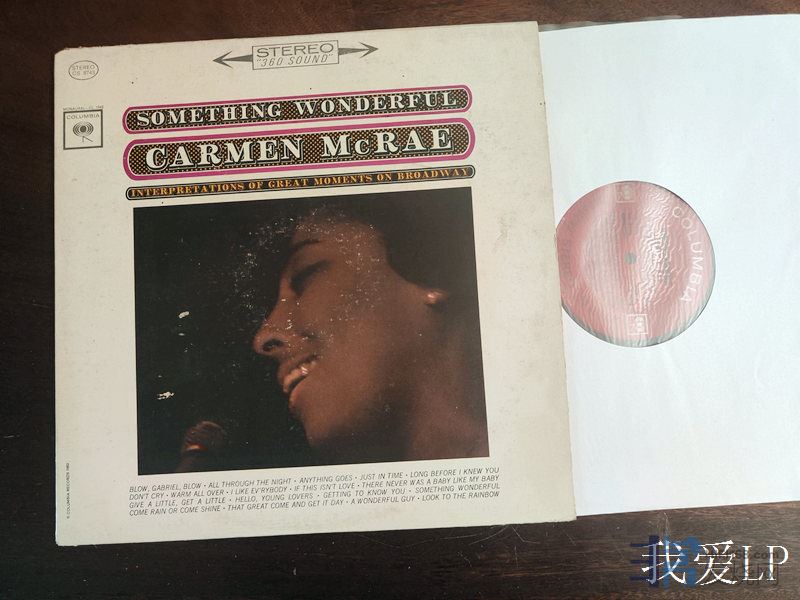 STEREO
"360 SOUND"
STEREO
CS 8743
COLUMBIA
SOMETHING WONDERFUL
CARMEN McRAE
INTERPRETATIONS OF GREAT MOMENTS ON BROADWAY
BLOW, GABRIEL, BLOW • ALL THROUGH THE NIGHT • ANYTHING GOES • JUST IN TIME • LONG BEFORE I KNEW YOU
DON'T CRY • WARM ALL OVER • I LIKE EV'RYBODY • IF THIS ISN'T LOVE • THERE NEVER WAS A BABY LIKE MY BABY
GIVE A LITTLE, GET A LITTLE • HELLO, YOUNG LOVERS • GETTING TO KNOW YOU • SOMETHING WONDERFUL
COME RAIN OR COME SHINE • THAT GREAT COME AND GET IT DAY • A WONDERFUL GUY • LOOK TO THE RAINBOW
COLUMBIA
我爱LP